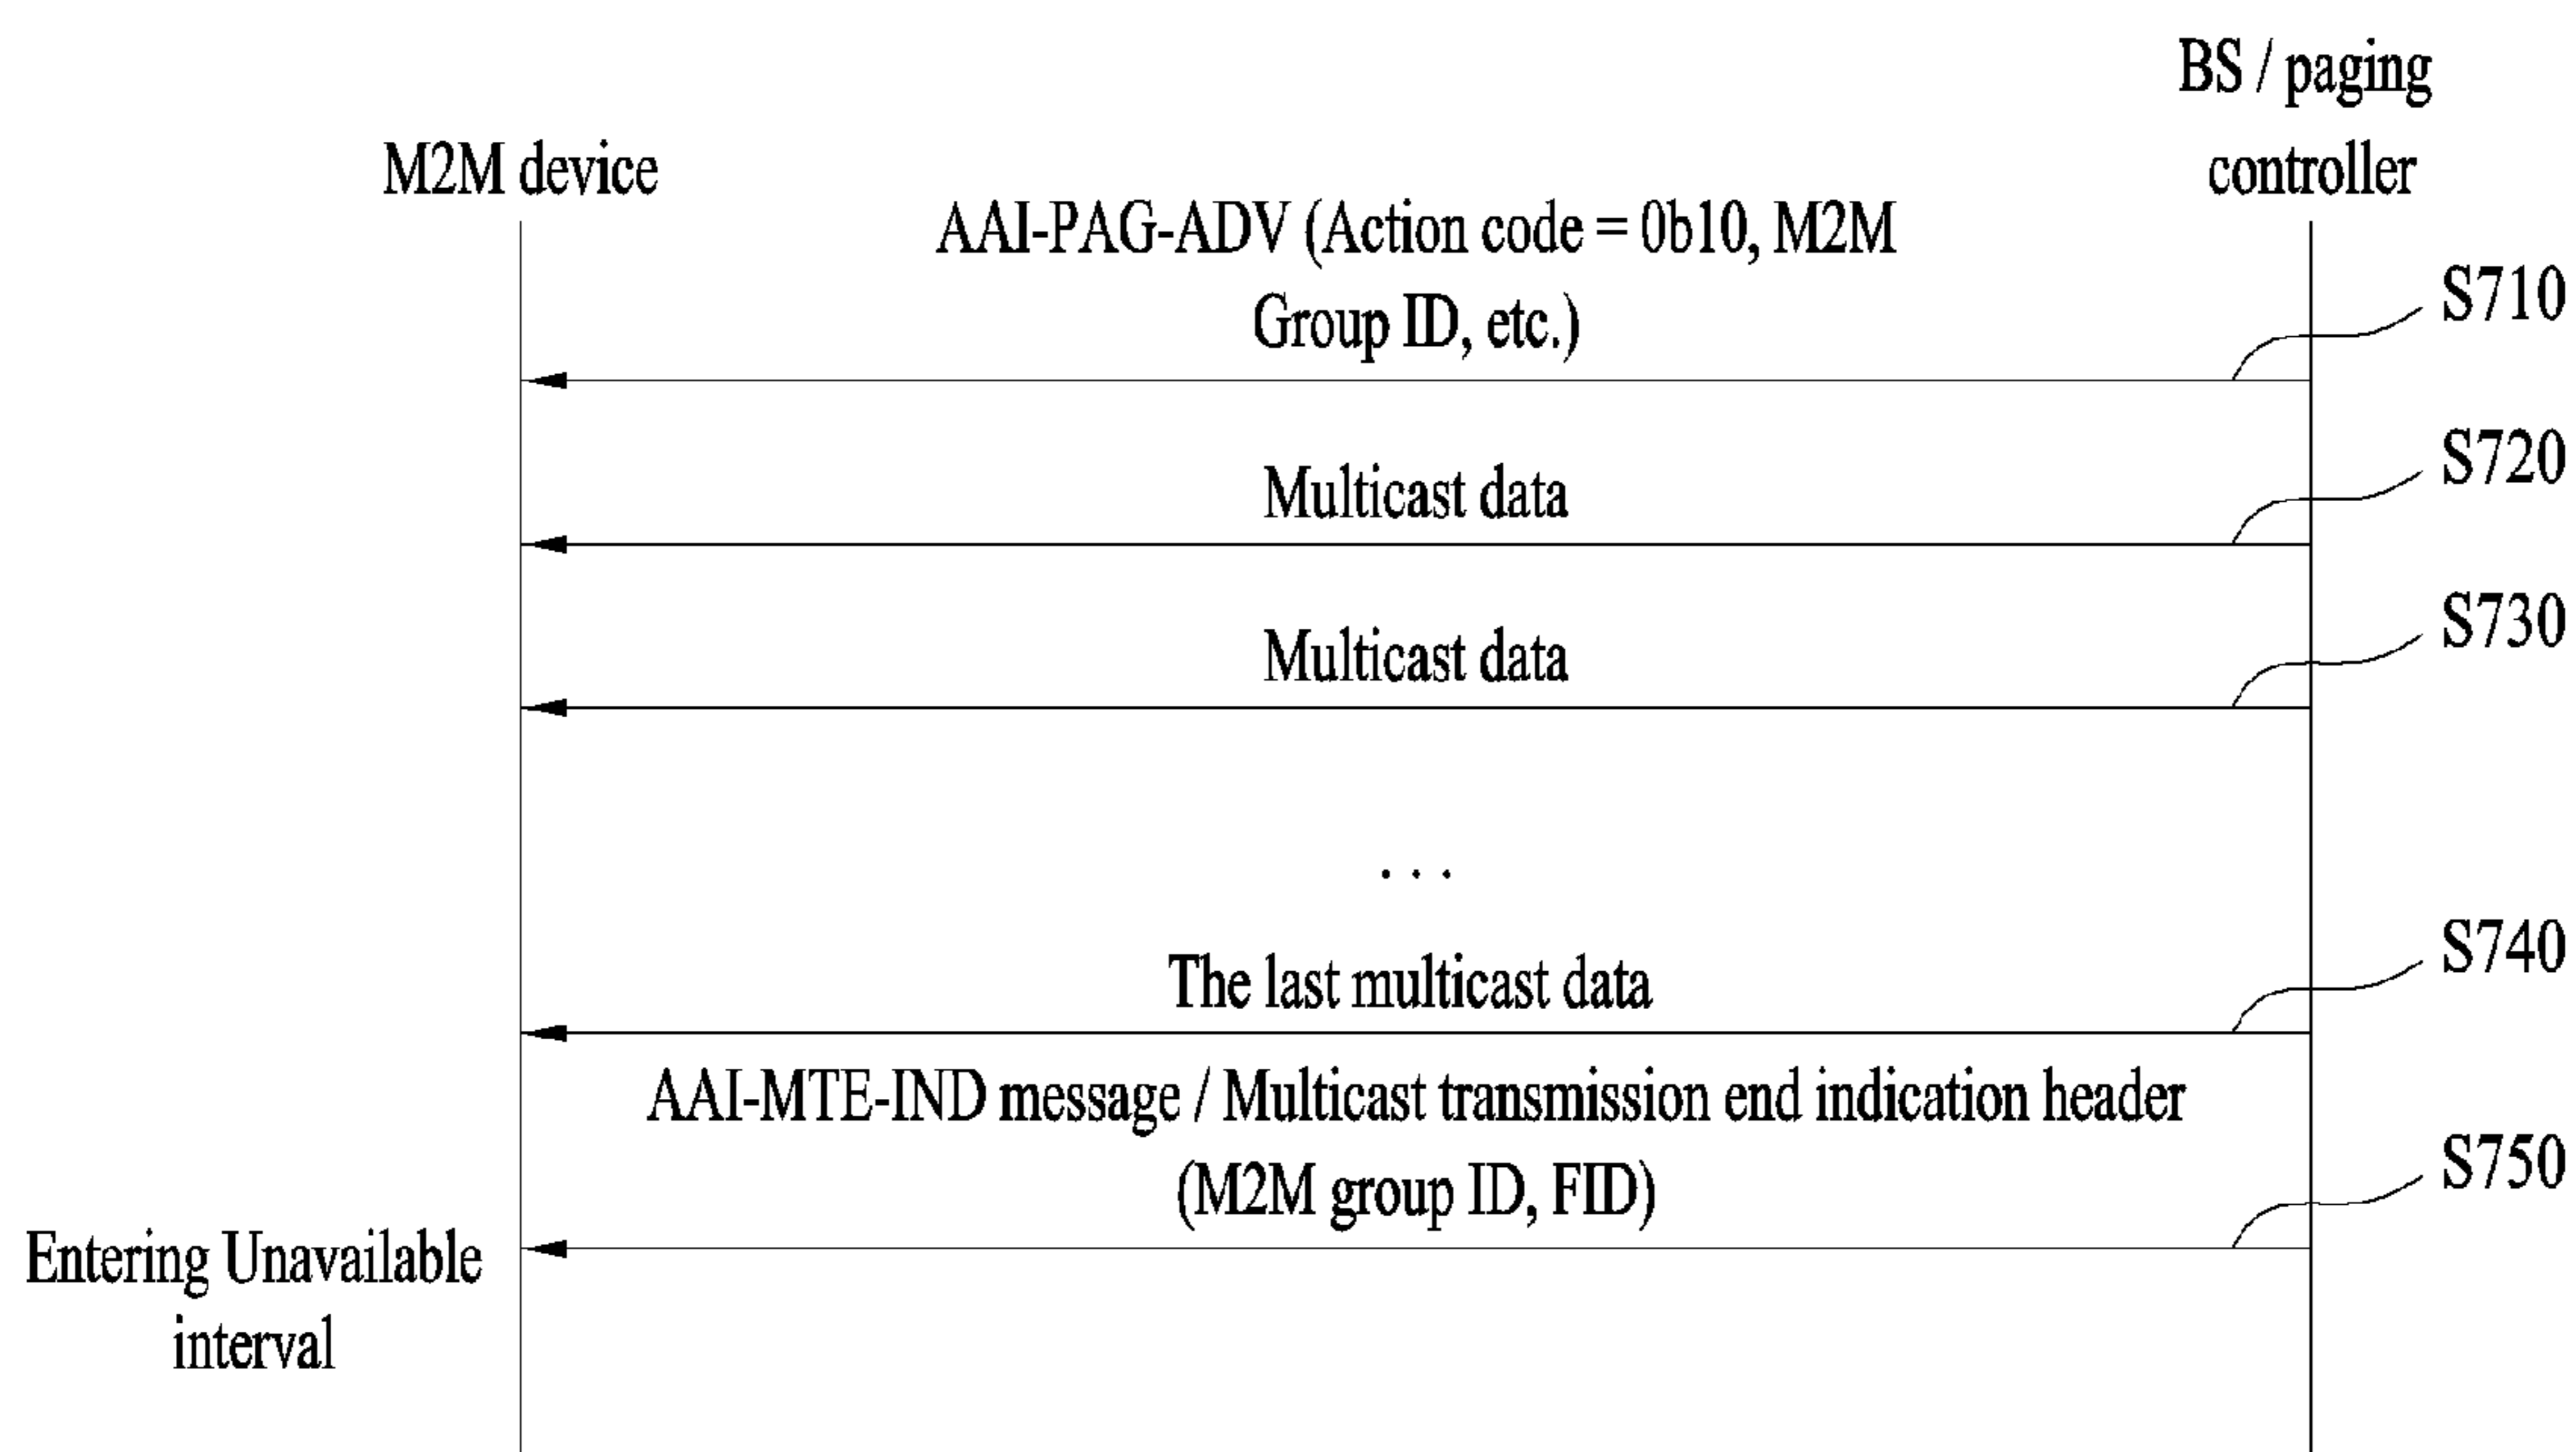 BS / paging
controller
M2M device
AAI-PAG-ADV (Action code = 0b10, M2M
Group ID, etc.)
S710
Multicast data
S720
Multicast data
S730
. . .
The last multicast data
S740
AAI-MTE-IND message / Multicast transmission end indication header
(M2M group ID, FID)
S750
Entering Unavailable
interval